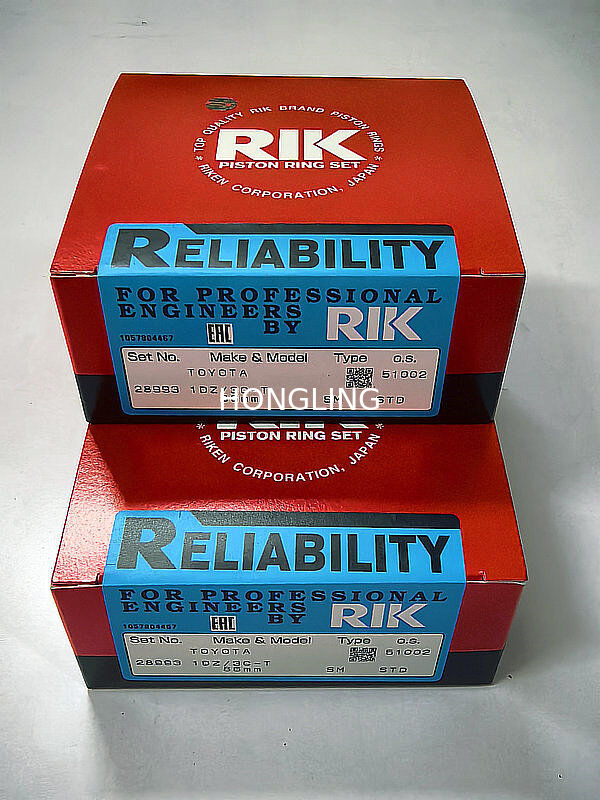 TOP QUALITY RIK BRAND PISTON RINGS
RIK
PISTON RING SET
* RIKEN CORPORATION, JAPAN *
RELIABILITY
FOR PROFESSIONAL
ENGINEERS
BY RIK
1057804467
EAC
Set No. Make & Model Type O.S.
TOYOTA 51002
28993 1DZ/3C-T
SM STD
HONGLING
PISTON RING SET
* RIKEN CORPORATION, JAPAN *
RELIABILITY
FOR PROFESSIONAL
ENGINEERS
BY RIK
1057804467
EAC
Set No. Make & Model Type O.S.
TOYOTA 51002
28993 1DZ/3C-T
SM STD